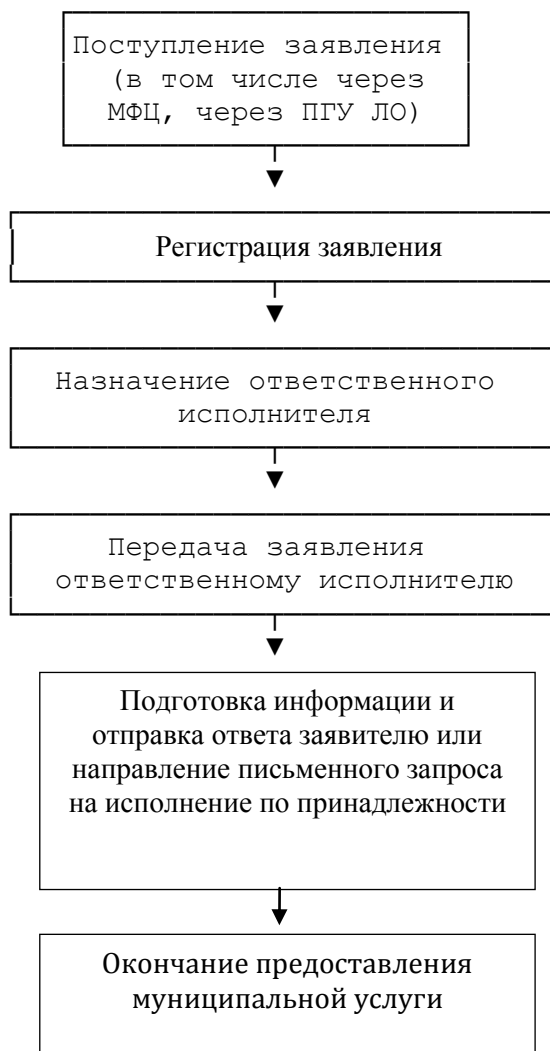 Поступление заявления
(в том числе через
МФЦ, через ПГУ ЛО)
Регистрация заявления
Назначение ответственного
исполнителя
Передача заявления
ответственному исполнителю
Подготовка информации и
отправка ответа заявителю или
направление письменного запроса
на исполнение по принадлежности
Окончание предоставления
муниципальной услуги